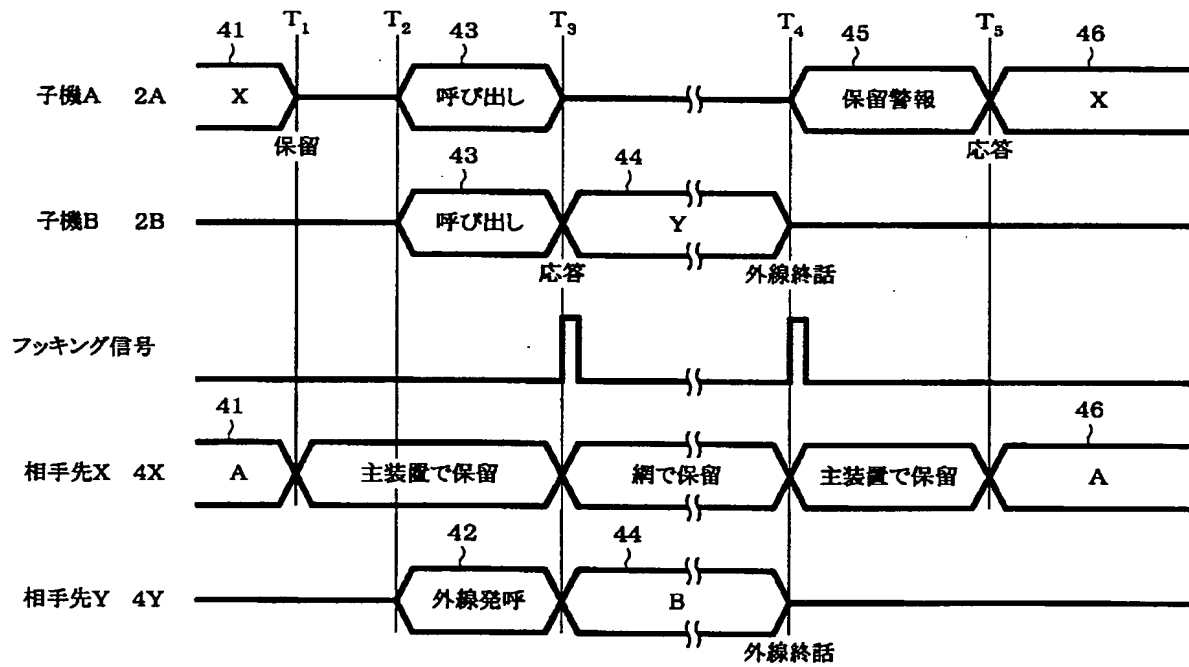 T₁ T₂ T₃ T₄ T₅
41 43 45 46
子機A 2A X 呼び出し 保留警報 X
保留 応答
43 44
子機B 2B 呼び出し Y
応答 外線終話
フッキング信号
41 46
相手先X 4X A 主装置で保留 網で保留 主装置で保留 A
42 44
相手先Y 4Y 外線発呼 B
外線終話